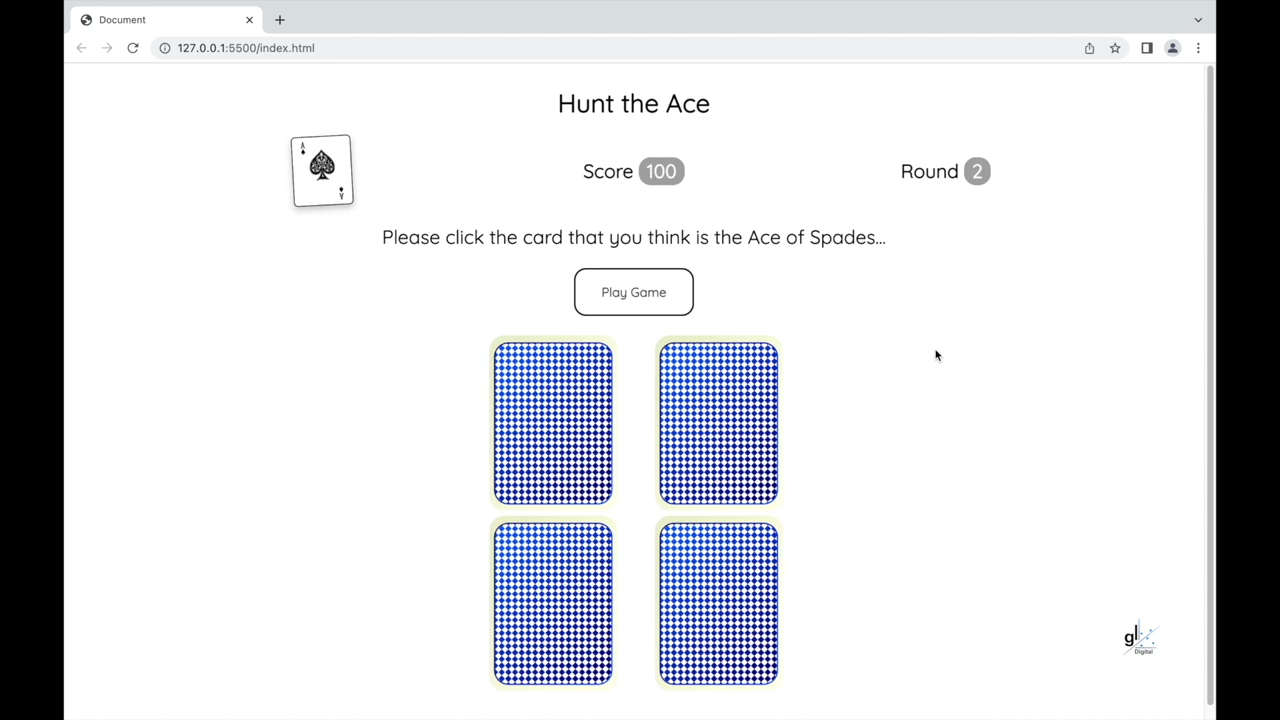 Document
127.0.0.1:5500/index.html
Hunt the Ace
A
A
Score 100
Round 2
Please click the card that you think is the Ace of Spades...
Play Game
gl
Digital